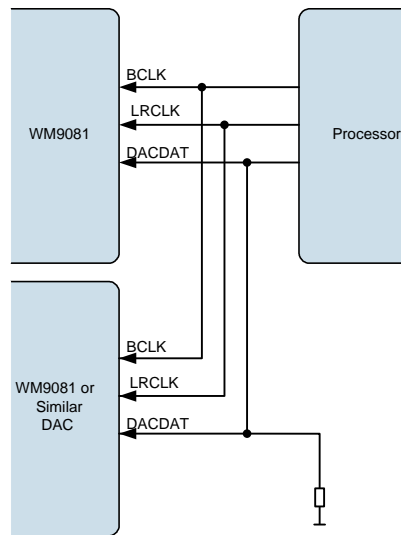 BCLK
LRCLK
WM9081
Processor
DACDAT
BCLK
LRCLK
WM9081 or
Similar
DAC
DACDAT